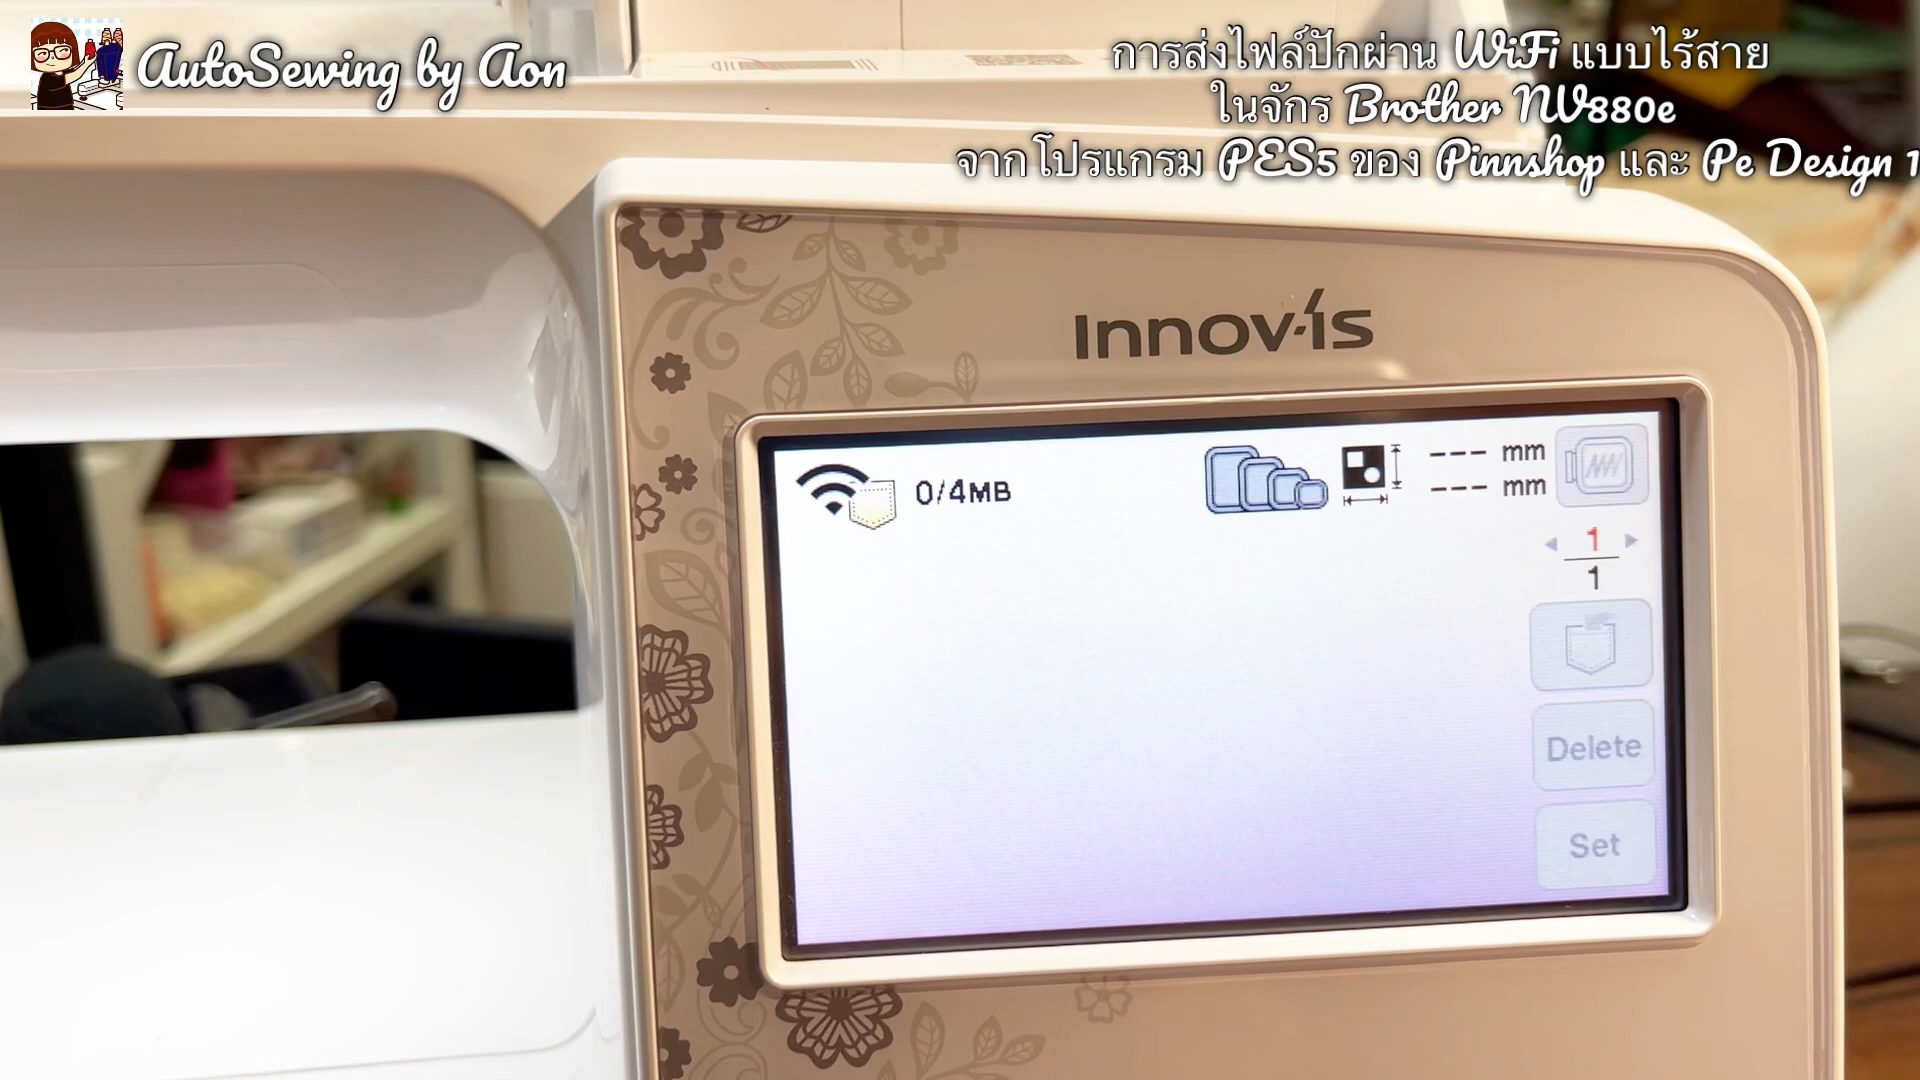 AutoSewing by Aon
การส่งไฟล์ปักผ่าน WiFi แบบไร้สาย
ในจักร Brother NV880e
จากโปรแกรม PES5 ของ Pinnshop และ Pe Design 1
Innov-is
0/4MB
--- mm
--- mm
1
1
Delete
Set